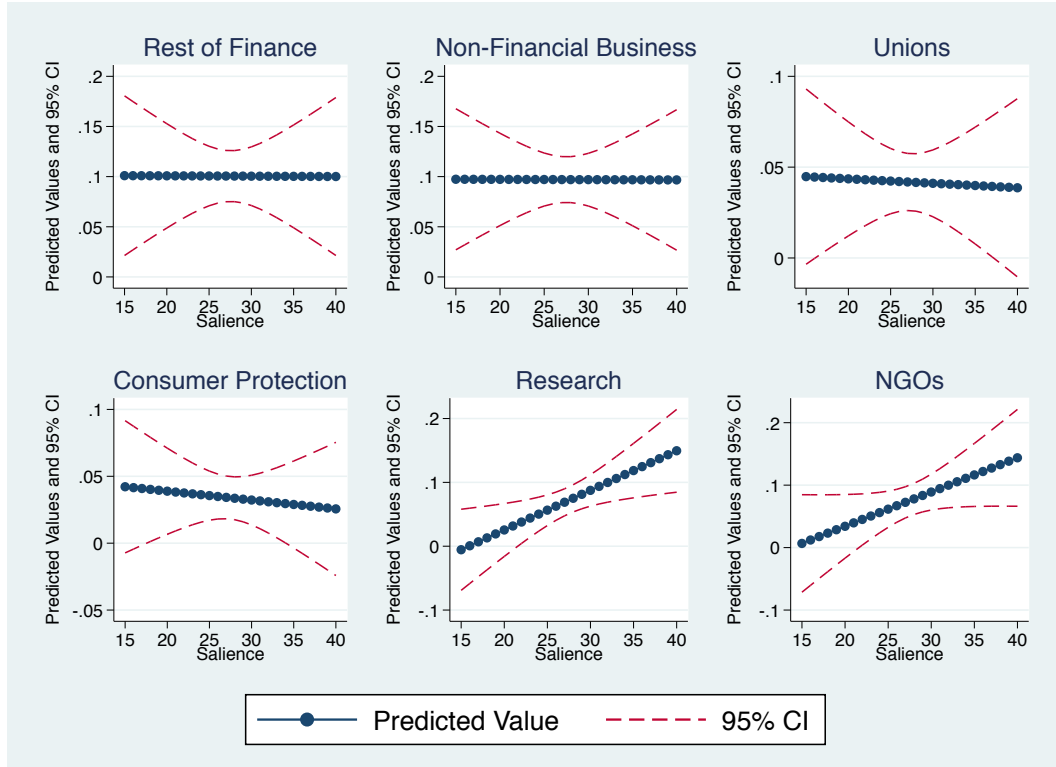 Rest of Finance
Predicted Values and 95% CI
.2
.15
.1
.05
0
15 20 25 30 35 40
Salience
Non-Financial Business
Predicted Values and 95% CI
.2
.15
.1
.05
0
15 20 25 30 35 40
Salience
Unions
Predicted Values and 95% CI
.1
.05
0
15 20 25 30 35 40
Salience
Consumer Protection
Predicted Values and 95% CI
.1
.05
0
-.05
15 20 25 30 35 40
Salience
Research
Predicted Values and 95% CI
.2
.1
0
-.1
15 20 25 30 35 40
Salience
NGOs
Predicted Values and 95% CI
.2
.1
0
-.1
15 20 25 30 35 40
Salience
Predicted Value 95% CI